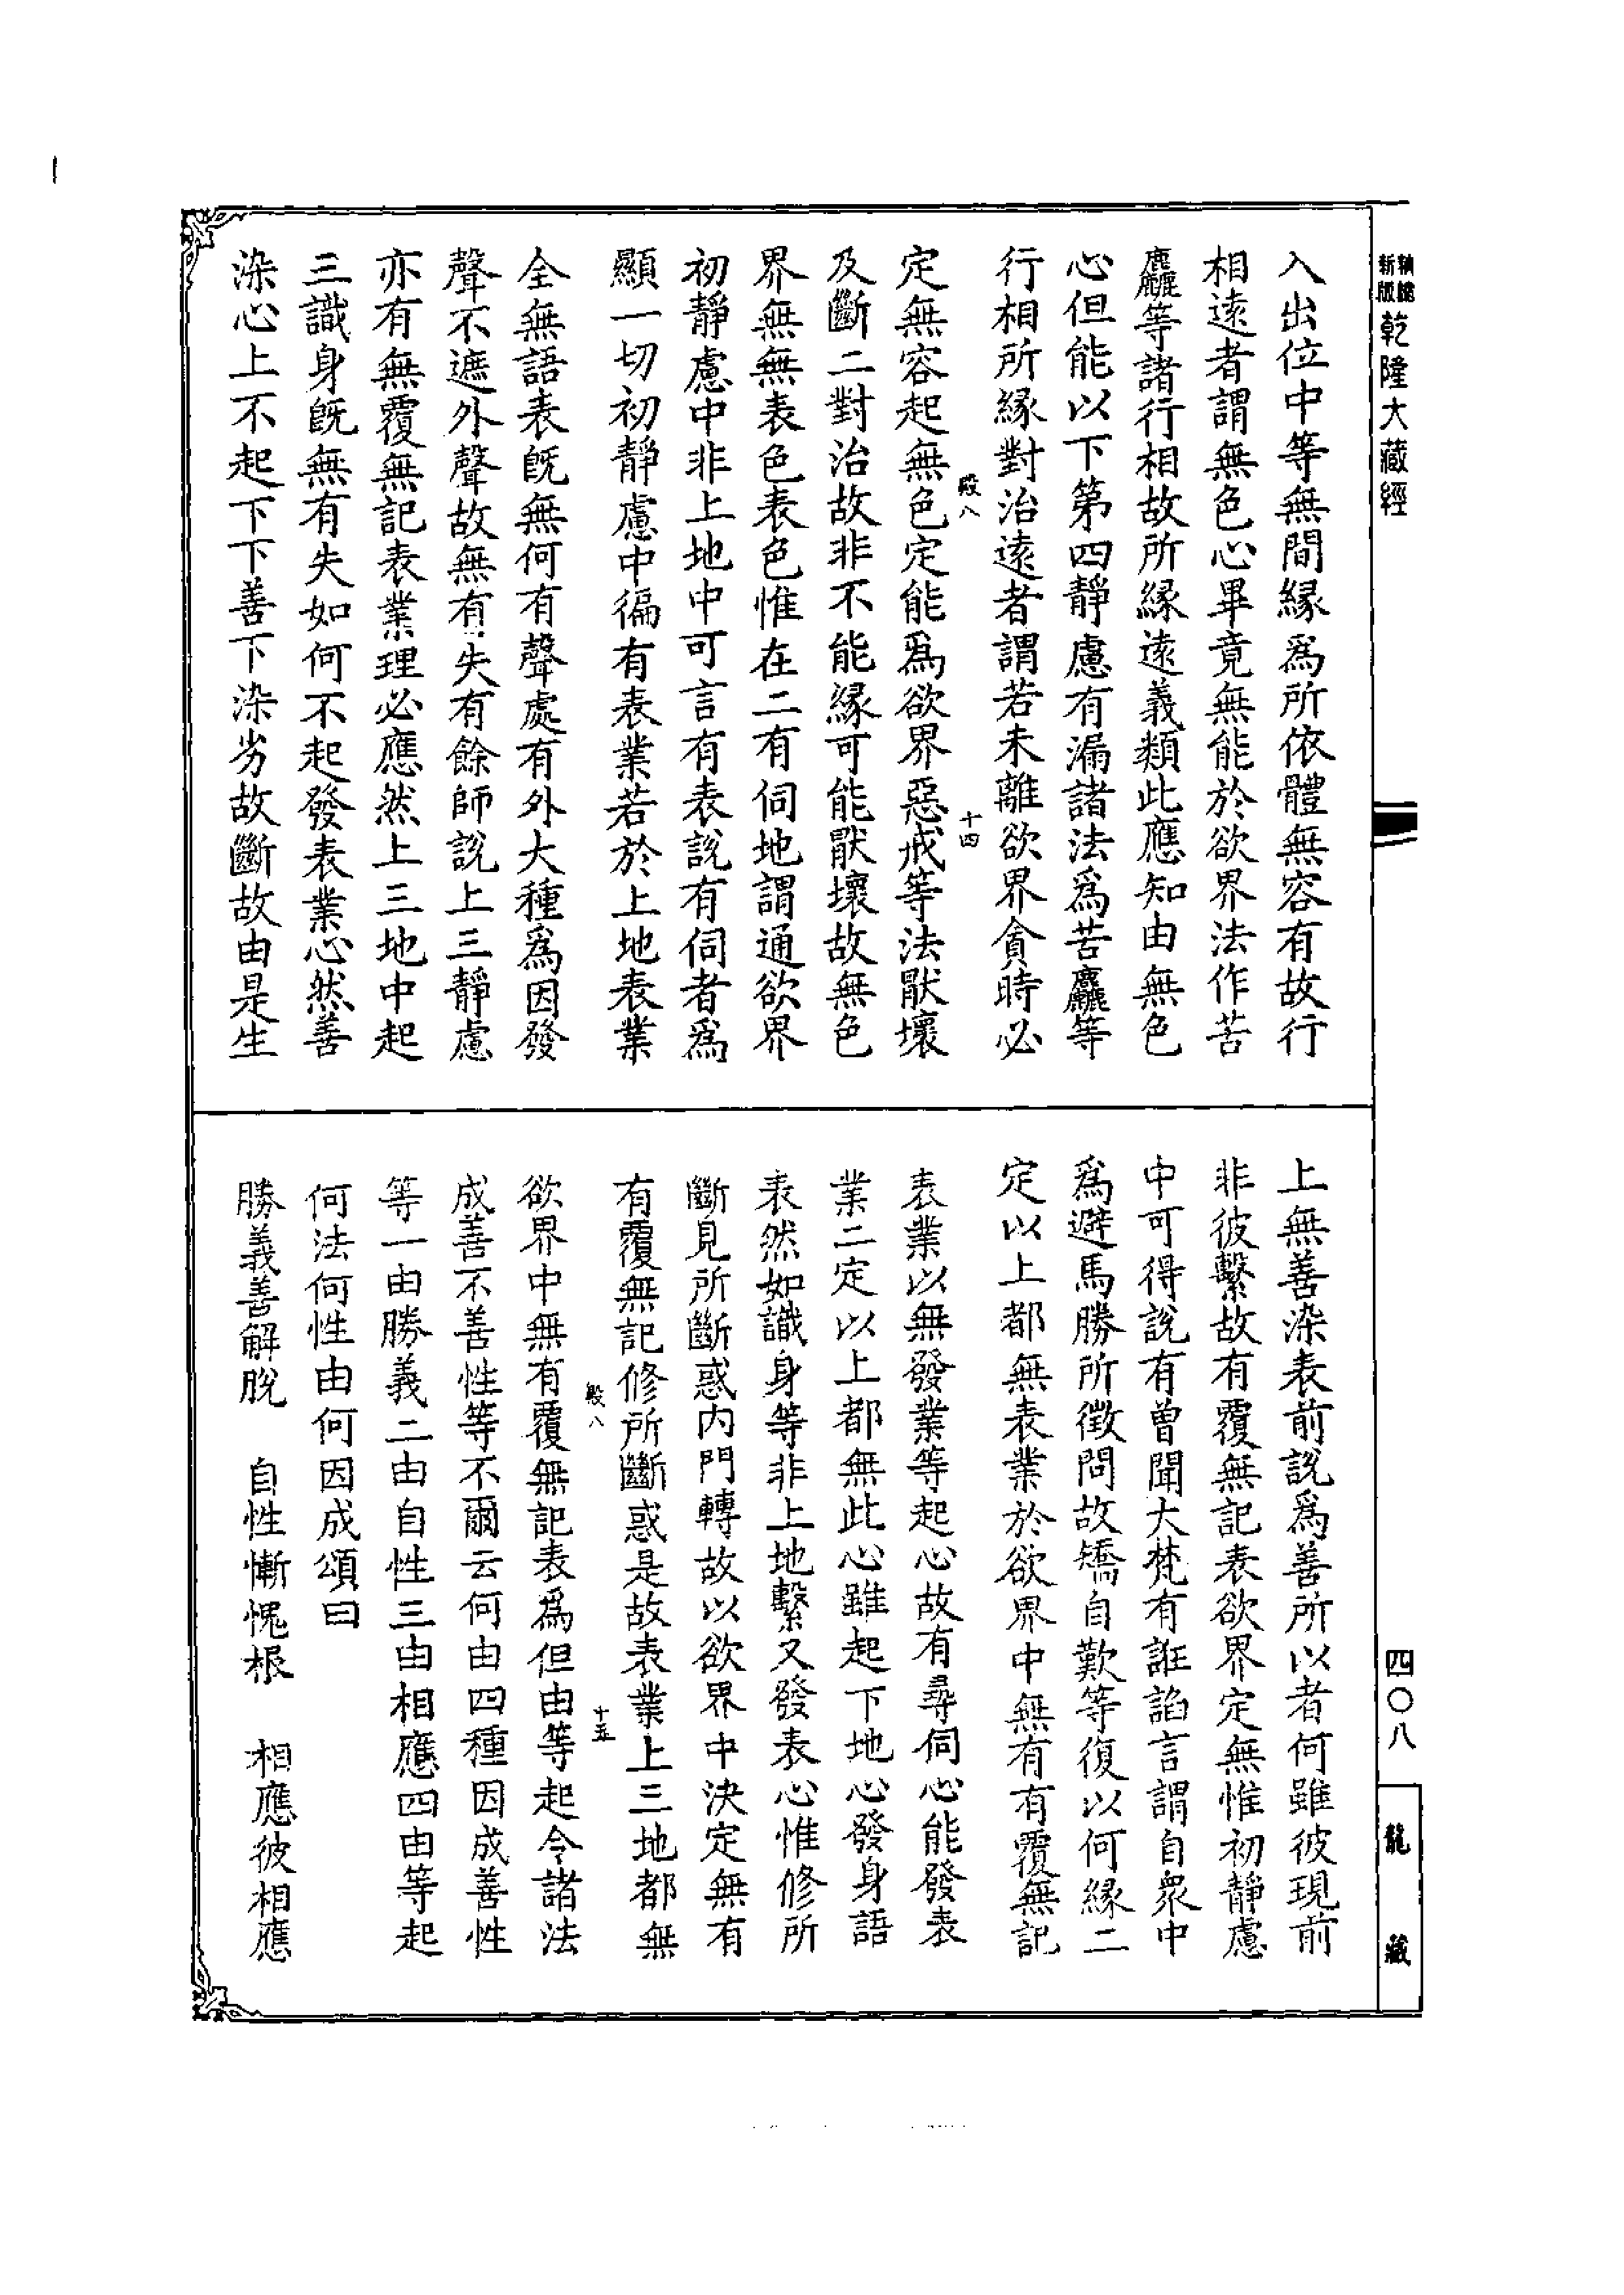 新版
乾隆大藏經
入出位中等無間緣爲所依體無容有故行
相遠者謂無色心畢竟無能於欲界法作苦
麤等諸行相故所緣遠義類此應知由無色
心但能以下第四靜慮有漏諸法爲苦麤等
行相所緣對治遠者謂若未離欲界貪時必
殿八
十四
定無容起無色定能爲欲界惡戒等法厭壞
及斷二對治故非不能緣可能厭壞故無色
界無無表色表色惟在二有伺地謂通欲界
初靜慮中非上地中可言有表說有伺者爲
顯一切初靜慮中徧有表業若於上地表業
全無語表旣無何有聲處有外大種爲因發
聲不遮外聲故無有失有餘師說上三靜慮
亦有無覆無記表業理必應然上三地中起
三識身旣無有失如何不起發表業心然善
染心上不起下下善下染劣故斷故由是生
上無善染表前說爲善所以者何雖彼現前
非彼繫故有覆無記表欲界定無惟初靜慮
中可得說有曾聞大梵有誑諂言謂自衆中
爲避馬勝所徵問故矯自歎等復以何緣二
定以上都無表業於欲界中無有有覆無記
表業以無發業等起心故有尋伺心能發表
業二定以上都無此心雖起下地心發身語
表然如識身等非上地繫又發表心惟修所
斷見所斷惑內門轉故以欲界中決定無有
有覆無記修所斷惑是故表業上三地都無
殿八
十五
欲界中無有覆無記表爲但由等起令諸法
成善不善性等不爾云何由四種因成善性
等一由勝義二由自性三由相應四由等起
何法何性由何因成頌曰
勝義善解脫　自性慚愧根　相應彼相應
四〇八
龍藏